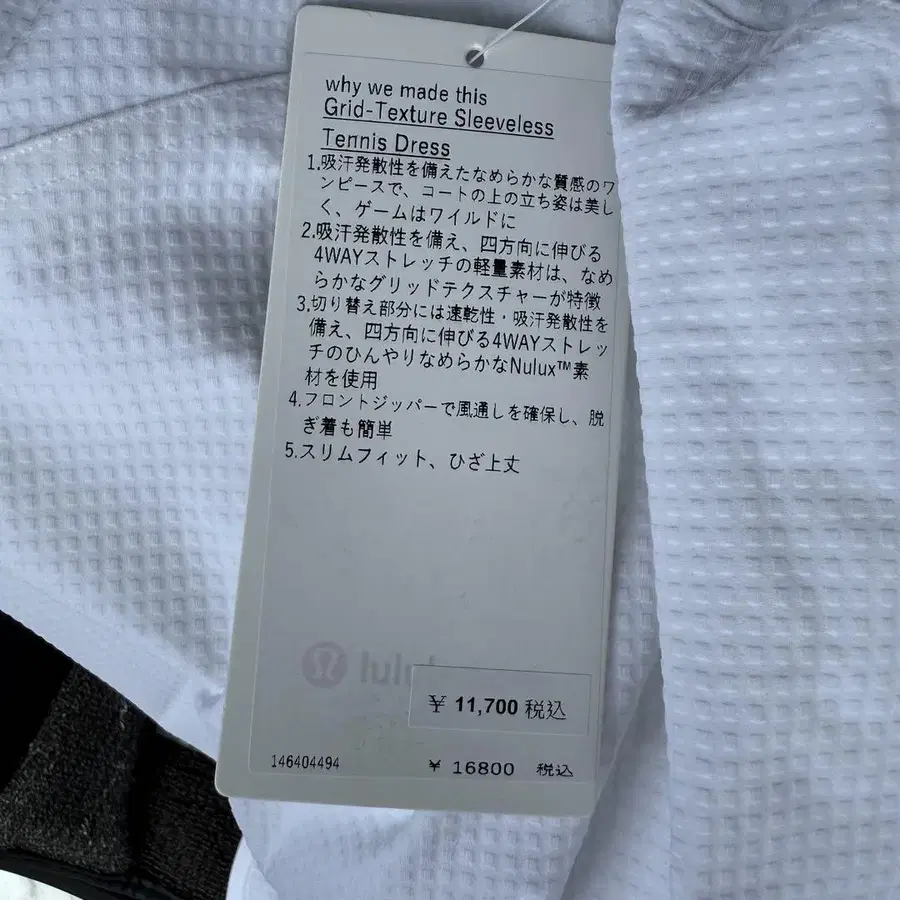 why we made this
Grid-Texture Sleeveless
Tennis Dress
1.吸汗発散性を備えたなめらかな質感のワ
ンピースで、コートの上の立ち姿は美し
く、ゲームはワイルドに
2.吸汗発散性を備え、四方向に伸びる
4WAYストレッチの軽量素材は、なめ
らかなグリッドテクスチャーが特徴
3.切り替え部分には速乾性・吸汗発散性を
備え、四方向に伸びる4WAYストレッ
チのひんやりなめらかなNulux™素
材を使用
4.フロントジッパーで風通しを確保し、脱
ぎ着も簡単
5.スリムフィット、ひざ上丈
¥ 11,700 税込
146404494
¥ 16800 税込